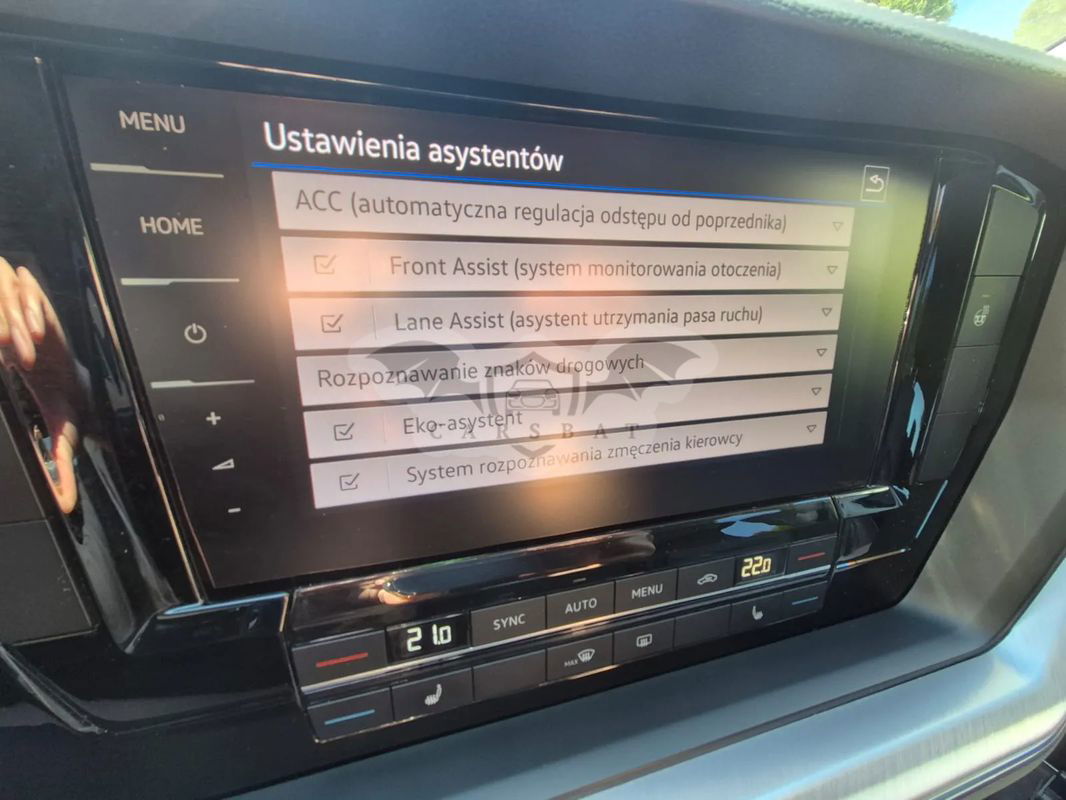 MENU
HOME
+
-
Ustawienia asystentów
ACC (automatyczna regulacja odstępu od poprzednika)
Front Assist (system monitorowania otoczenia)
Lane Assist (asystent utrzymania pasa ruchu)
Rozpoznawanie znaków drogowych
Eko-asystent
System rozpoznawania zmęczenia kierowcy
CARSBAT
21.0
SYNC
AUTO
MENU
22.0
MAX